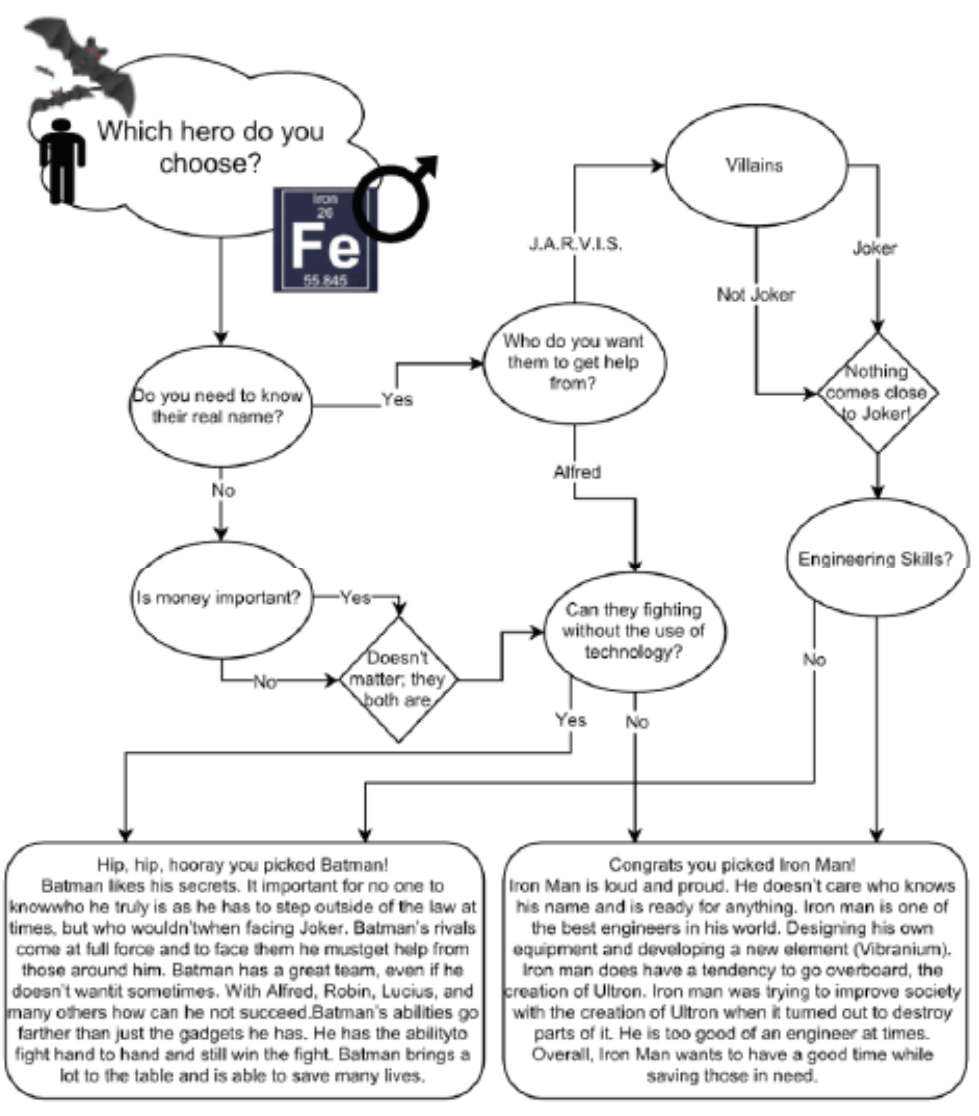 Which hero do you
choose?
Iron
26
Fe
55.845
Villains
J.A.R.V.I.S.
Joker
Not Joker
Who do you want
them to get help
from?
Nothing
comes close
to Joker!
Do you need to know
their real name?
Yes
No
Alfred
Engineering Skills?
Is money important?
Yes
Can they fighting
without the use of
technology?
Doesn't
matter; they
both are
No
No
Yes
No
Hip, hip, hooray you picked Batman!
Batman likes his secrets. It important for no one to
knowwho he truly is as he has to step outside of the law at
times, but who wouldn'twhen facing Joker. Batman's rivals
come at full force and to face them he mustget help from
those around him. Batman has a great team, even if he
doesn't wantit sometimes. With Alfred, Robin, Lucius, and
many others how can he not succeed.Batman's abilities go
farther than just the gadgets he has. He has the abilityto
fight hand to hand and still win the fight. Batman brings a
lot to the table and is able to save many lives.
Congrats you picked Iron Man!
Iron Man is loud and proud. He doesn't care who knows
his name and is ready for anything. Iron man is one of
the best engineers in his world. Designing his own
equipment and developing a new element (Vibranium).
Iron man does have a tendency to go overboard, the
creation of Ultron. Iron man was trying to improve society
with the creation of Ultron when it turned out to destroy
parts of it. He is too good of an engineer at times.
Overall, Iron Man wants to have a good time while
saving those in need.